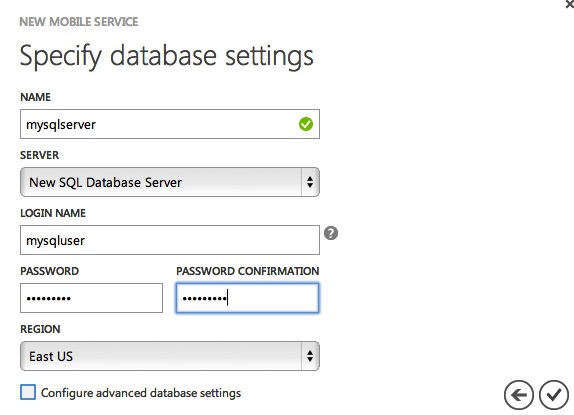 NEW MOBILE SERVICE
Specify database settings
NAME
mysqlserver
SERVER
New SQL Database Server
LOGIN NAME
mysqluser
?
PASSWORD PASSWORD CONFIRMATION
••••••••• •••••••••
REGION
East US
Configure advanced database settings